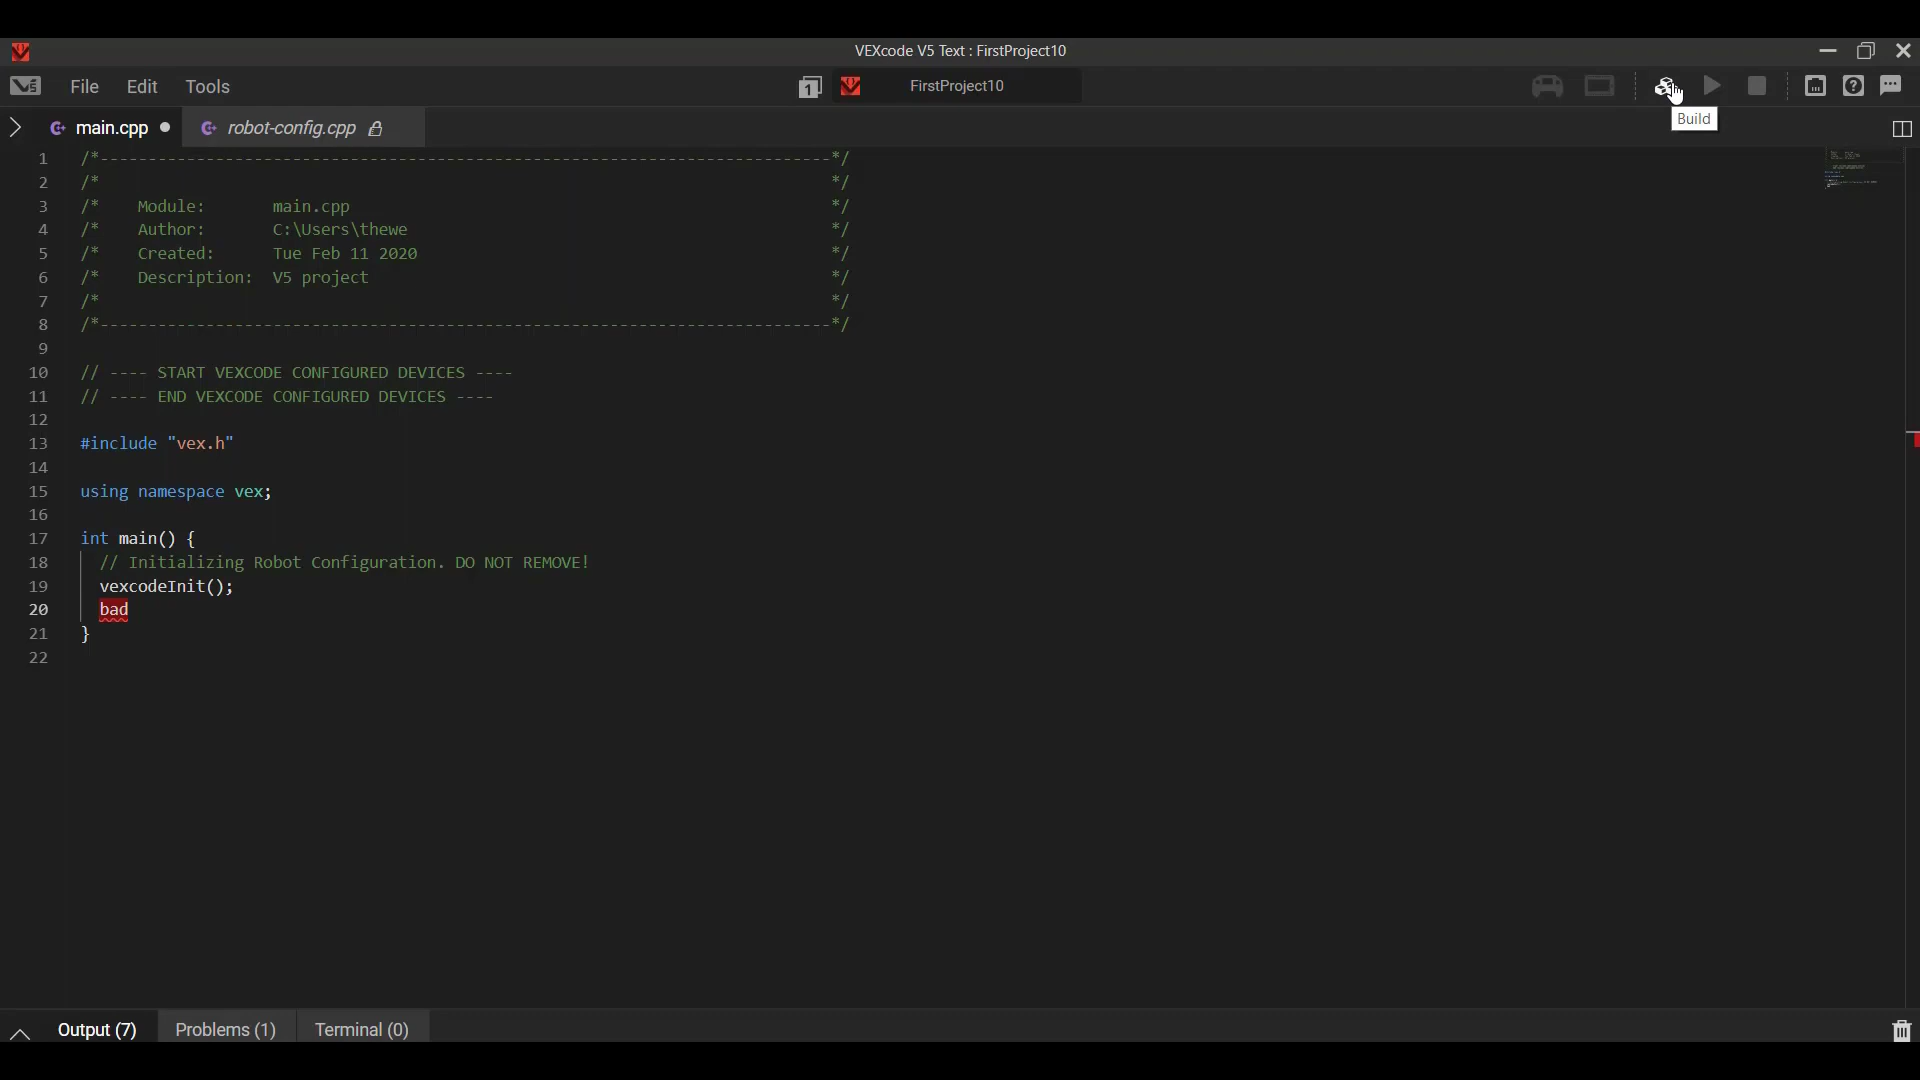 VEXcode V5 Text : FirstProject10
V5 File Edit Tools 1 FirstProject10
main.cpp robot-config.cpp
Build
1 /*----------------------------------------------------------------------------*/
2 /* */
3 /* Module: main.cpp */
4 /* Author: C:\Users\thewe */
5 /* Created: Tue Feb 11 2020 */
6 /* Description: V5 project */
7 /* */
8 /*----------------------------------------------------------------------------*/
9
10 // ---- START VEXCODE CONFIGURED DEVICES ----
11 // ---- END VEXCODE CONFIGURED DEVICES ----
12
13 #include "vex.h"
14
15 using namespace vex;
16
17 int main() {
18 // Initializing Robot Configuration. DO NOT REMOVE!
19 vexcodeInit();
20 bad
21 }
22
Output (7) Problems (1) Terminal (0)